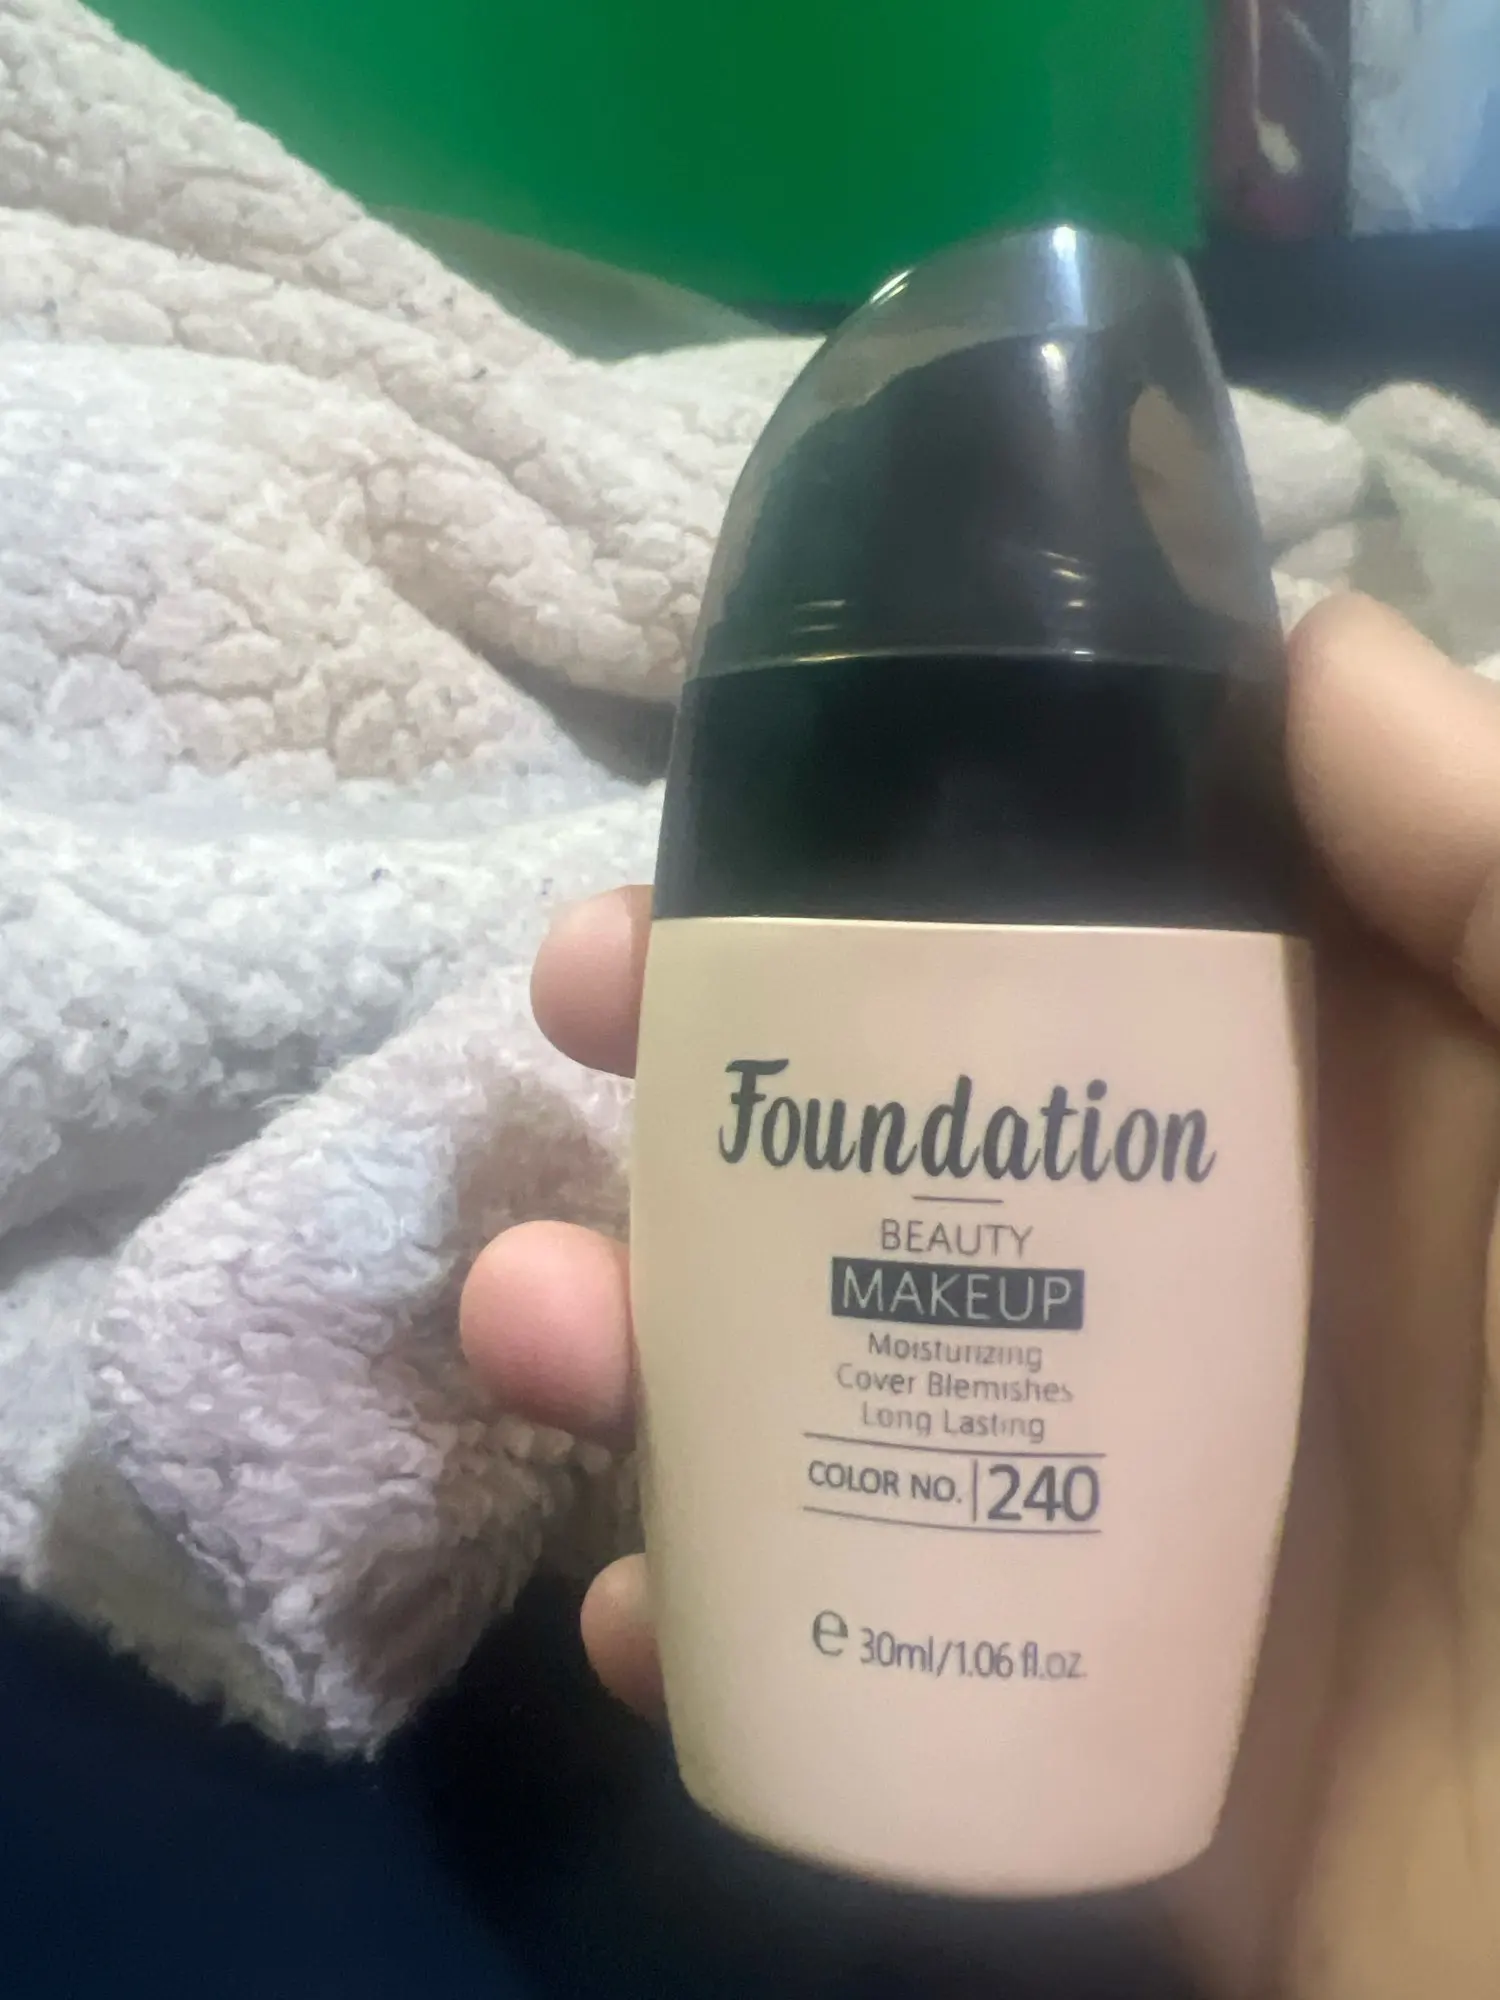 Foundation
BEAUTY
MAKEUP
Moisturizing
Cover Blemishes
Long Lasting
COLOR NO. 240
e 30ml/1.06 fl.oz.